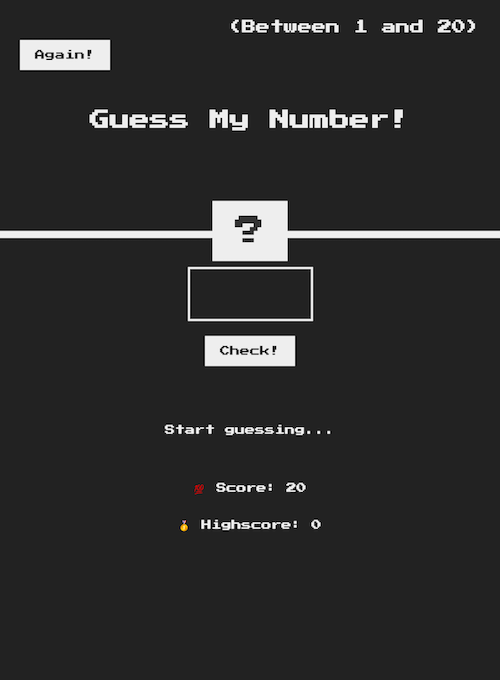 (Between 1 and 20)
Again!
Guess My Number!
?
Check!
Start guessing...
💯 Score: 20
🥇 Highscore: 0